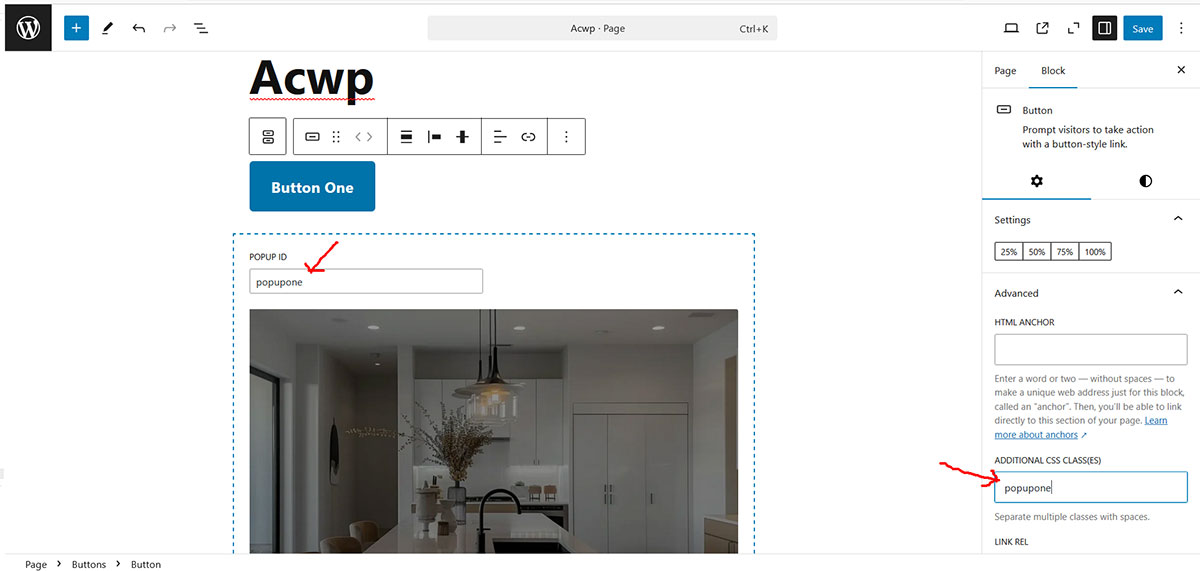 Acwp · Page
Ctrl+K
Save
Acwp
Button One
POPUP ID
popupone
Page
Block
Button
Prompt visitors to take action
with a button-style link.
Settings
25%
50%
75%
100%
Advanced
HTML ANCHOR
Enter a word or two — without spaces — to
make a unique web address just for this block,
called an “anchor”. Then, you’ll be able to link
directly to this section of your page. Learn
more about anchors ↗
ADDITIONAL CSS CLASS(ES)
popupone
Separate multiple classes with spaces.
LINK REL
Page > Buttons > Button